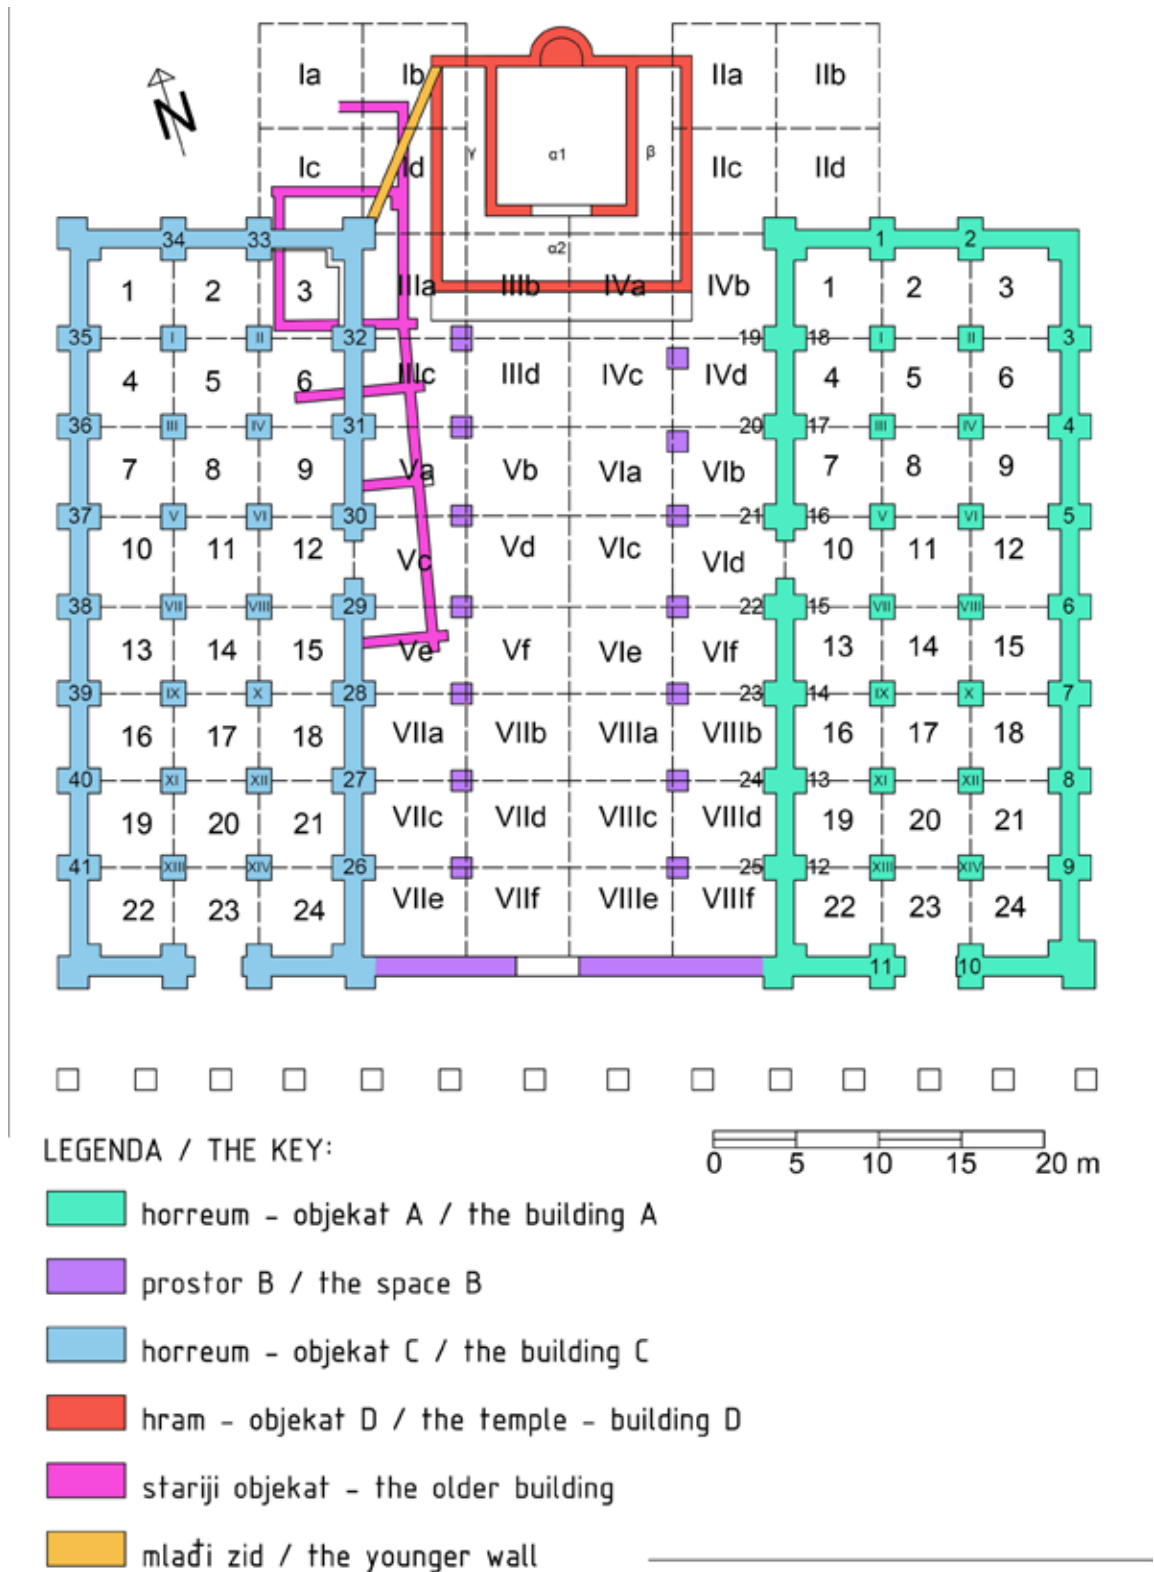 Ia Ib IIa IIb
N
γ α1 β
Ic Id IIc IId
34 33 1 2
α2
1 2 3 IIIa IIIb IVa IVb 1 2 3
35 I II 32 19 18 I II 3
4 5 6 IIIc IIId IVc IVd 4 5 6
36 III IV 31 20 17 III IV 4
7 8 9 Va Vb VIa VIb 7 8 9
37 V VI 30 21 16 V VI 5
10 11 12 Vc Vd VIc VId 10 11 12
38 VII VIII 29 22 15 VII VIII 6
13 14 15 Ve Vf VIe VIf 13 14 15
39 IX X 28 23 14 IX X 7
16 17 18 VIIa VIIb VIIIa VIIIb 16 17 18
40 XI XII 27 24 13 XI XII 8
19 20 21 VIIc VIId VIIIc VIIId 19 20 21
41 XIII XIV 26 25 12 XIII XIV 9
22 23 24 VIIe VIIf VIIIe VIIIf 22 23 24
11 10
LEGENDA / THE KEY:
0 5 10 15 20 m
horreum - objekat A / the building A
prostor B / the space B
horreum - objekat C / the building C
hram - objekat D / the temple - building D
stariji objekat - the older building
mlađi zid / the younger wall